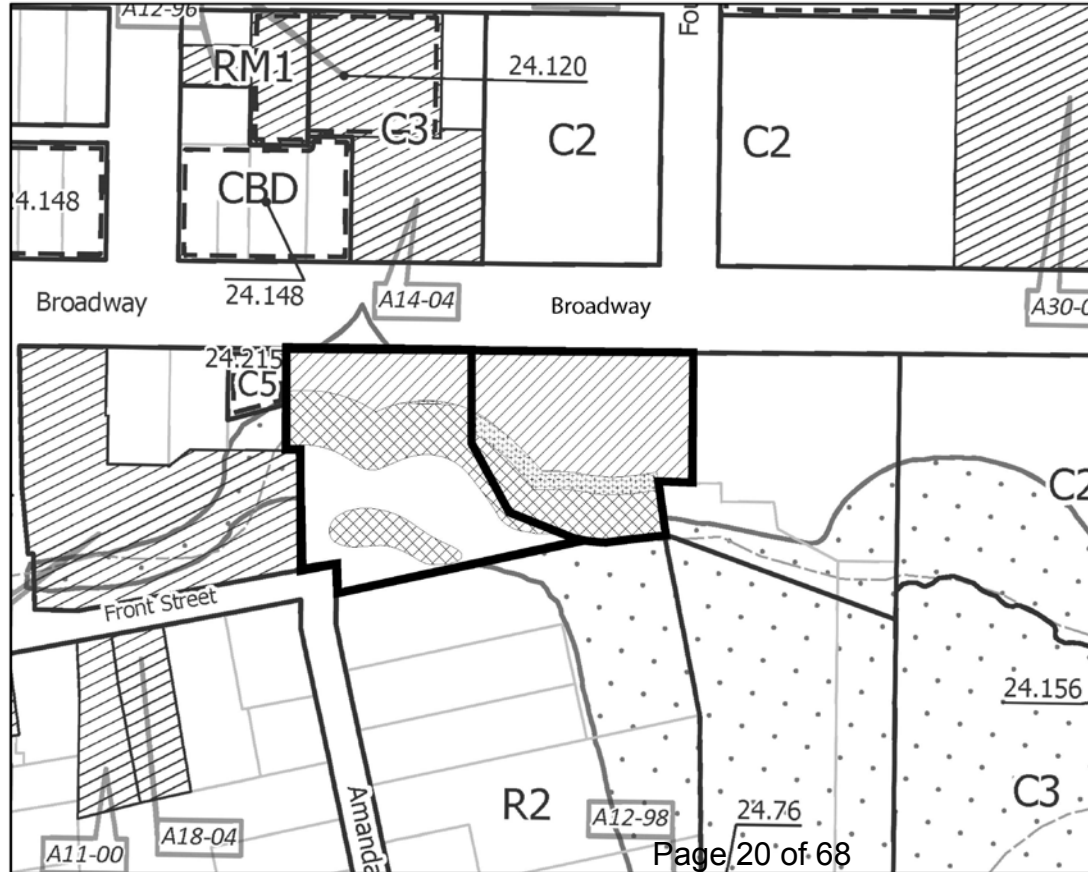 A12-96
RM1
24.120
C3
C2
C2
24.148
CBD
24.148
Broadway
A14-04
Broadway
24.215
C5
C2
Front Street
24.156
R2
C3
A12-98
24.76
Amanda
A18-04
A11-00
Page 20 of 68